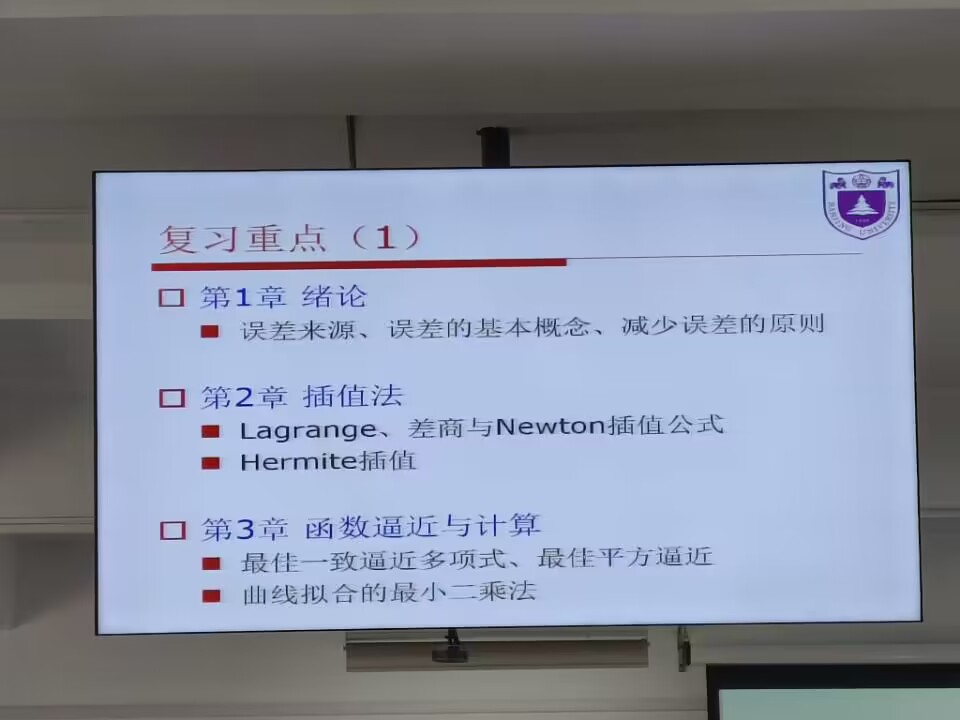 复习重点（1）
NANJING UNIVERSITY
第1章 绪论
误差来源、误差的基本概念、减少误差的原则
第2章 插值法
Lagrange、差商与Newton插值公式
Hermite插值
第3章 函数逼近与计算
最佳一致逼近多项式、最佳平方逼近
曲线拟合的最小二乘法